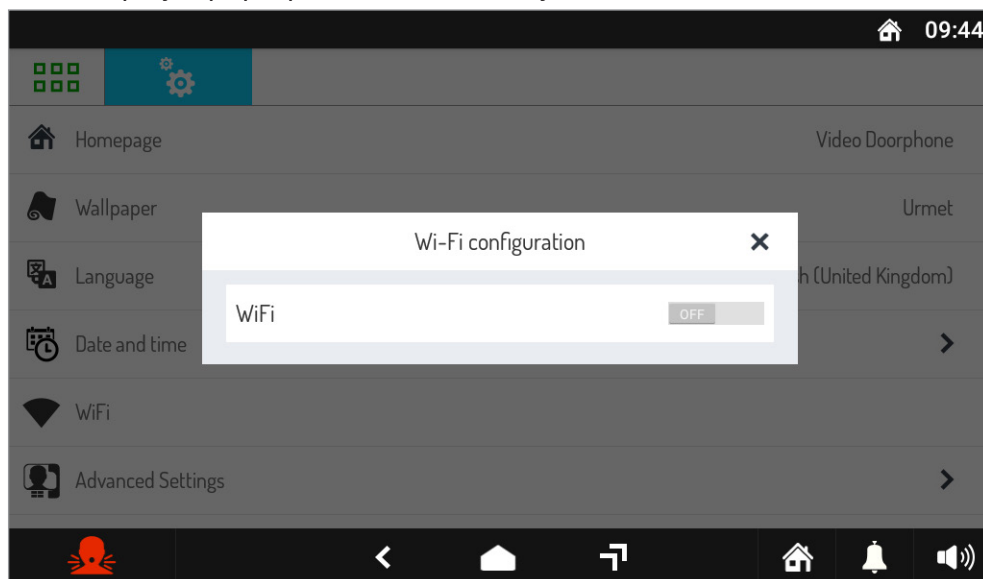 09:44
Homepage Video Doorphone
Wallpaper Urmet
Wi-Fi configuration
Language h (United Kingdom)
WiFi OFF
Date and time
WiFi
Advanced Settings